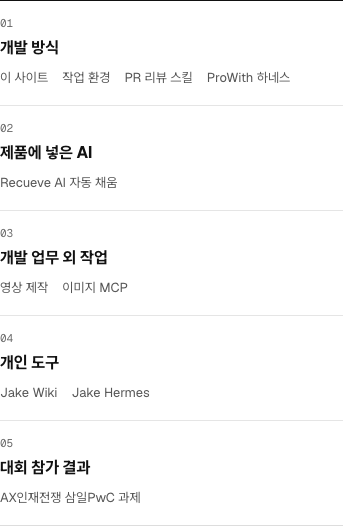 01
개발 방식
이 사이트 작업 환경 PR 리뷰 스킬 ProWith 하네스
02
제품에 넣은 AI
Recueve AI 자동 채움
03
개발 업무 외 작업
영상 제작 이미지 MCP
04
개인 도구
Jake Wiki Jake Hermes
05
대회 참가 결과
AX인재전쟁 삼일PwC 과제